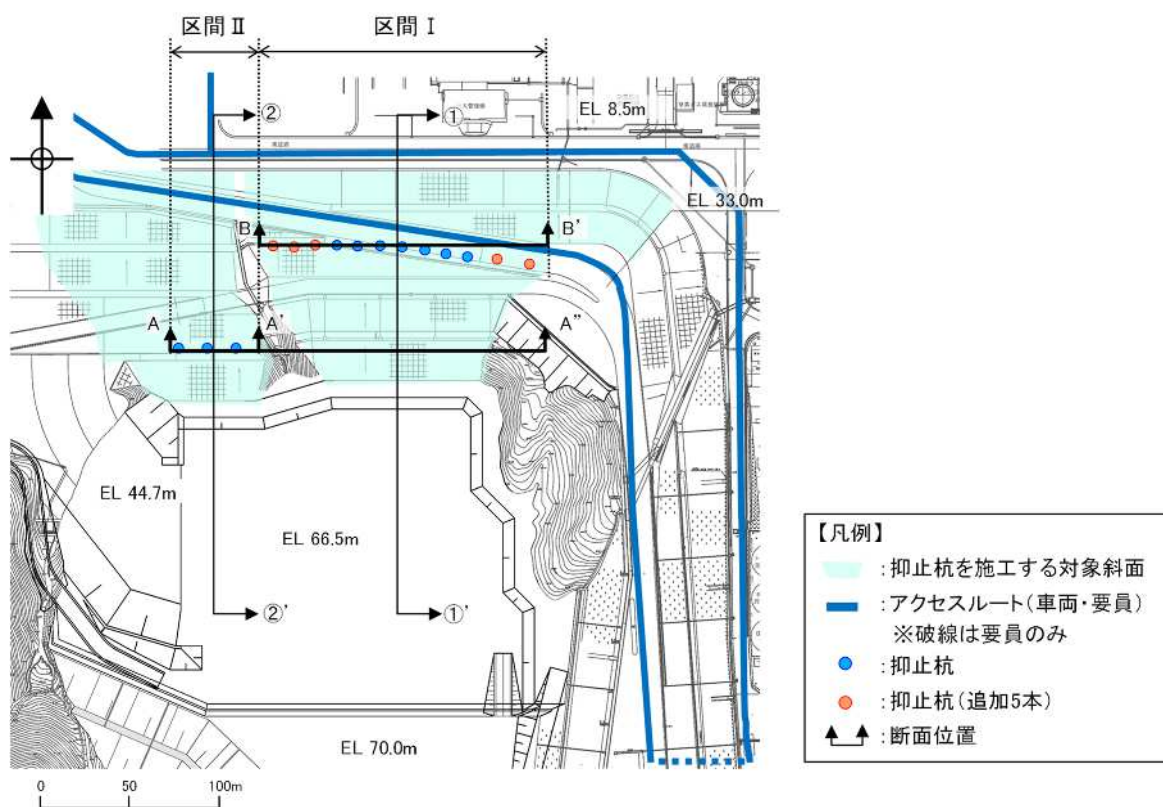 区間Ⅱ
区間Ⅰ
②
①
EL 8.5m
EL 33.0m
B
B'
A
A'
A"
EL 44.7m
EL 66.5m
②'
①'
EL 70.0m
0
50
100m
【凡例】
:抑止杭を施工する対象斜面
:アクセスルート(車両・要員)
※破線は要員のみ
:抑止杭
:抑止杭(追加5本)
:断面位置